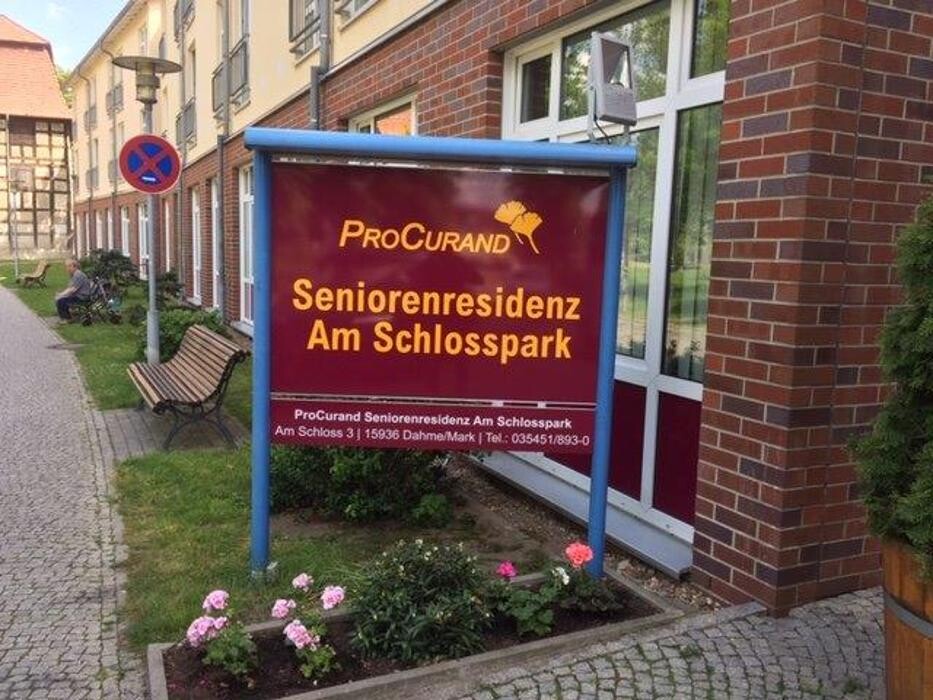 ProCurand
Seniorenresidenz
Am Schlosspark
ProCurand Seniorenresidenz Am Schlosspark
Am Schloss 3 | 15936 Dahme/Mark | Tel.: 035451/893-0